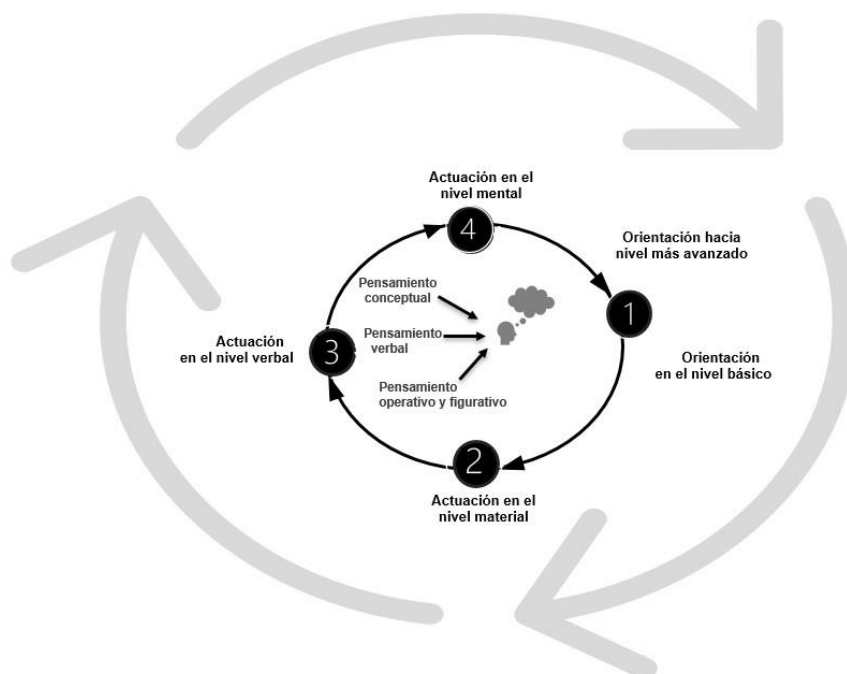 Actuación en el
nivel mental
4
Orientación hacia
nivel más avanzado
1
Orientación
en el nivel básico
Pensamiento
conceptual
Pensamiento
verbal
Pensamiento
operativo y figurativo
Actuación
en el nivel verbal
3
2
Actuación en el
nivel material